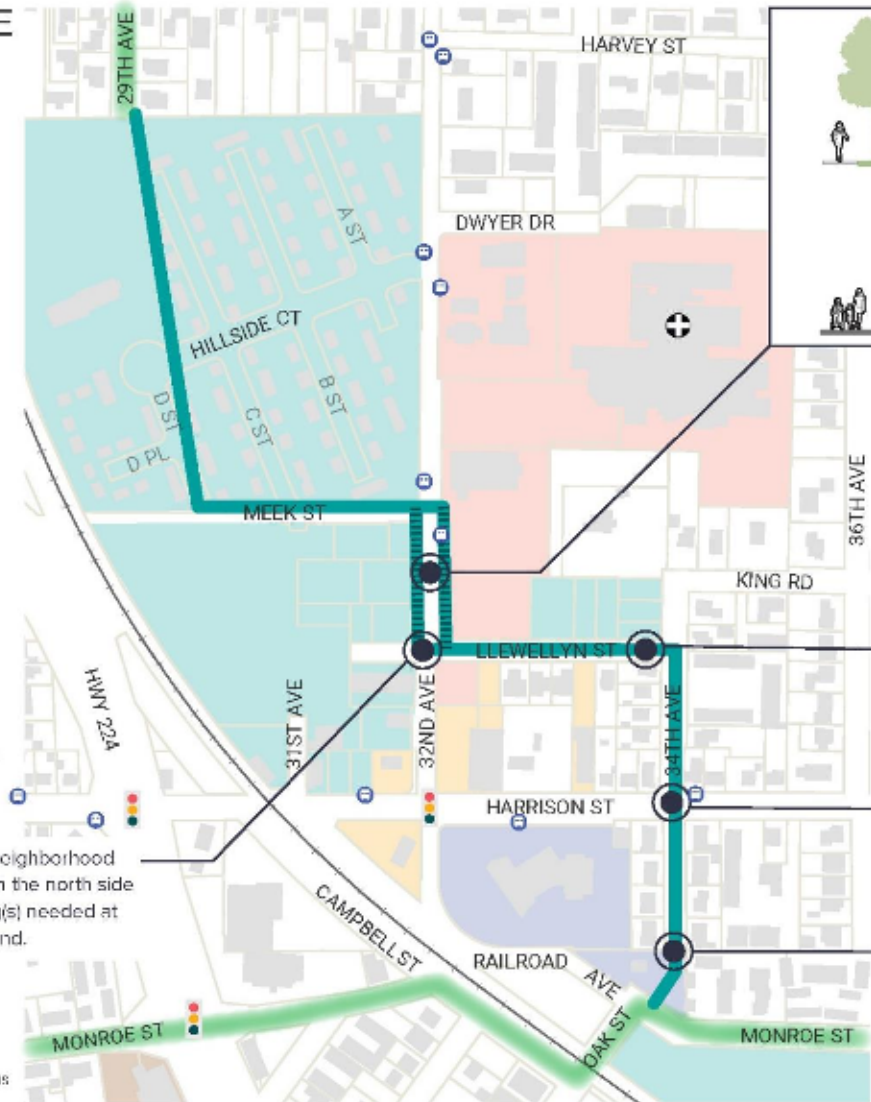 E
29TH AVE
HARVEY ST
DWYER DR
A ST
HILLSIDE CT
B ST
C ST
D ST
D PL
MEEK ST
36TH AVE
KING RD
LLEWELLYN ST
HWY 224
31ST AVE
32ND AVE
34TH AVE
HARRISON ST
eighborhood
n the north side
g(s) needed at
nd.
CAMPBELL ST
RAILROAD AVE
OAK ST
MONROE ST
MONROE ST